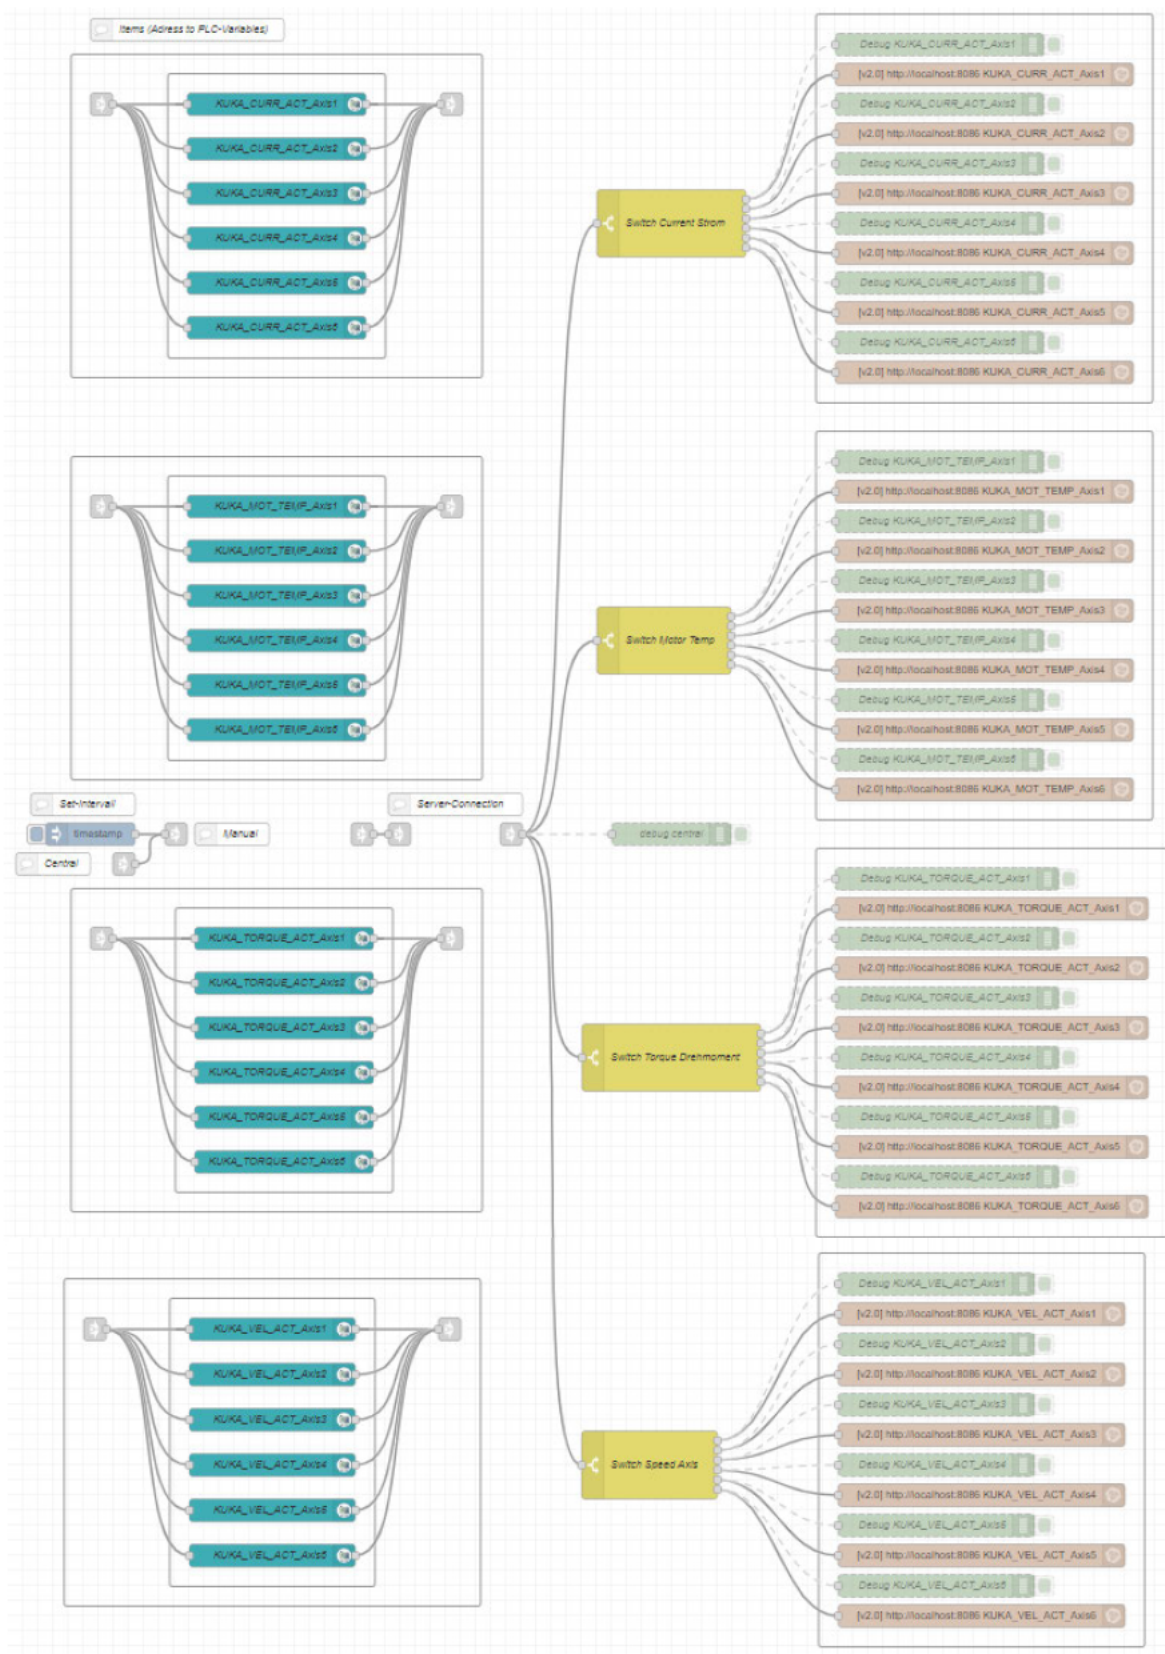 Items (Adress to PLC-Variables)
KUKA_CURR_ACT_Axis1
KUKA_CURR_ACT_Axis2
KUKA_CURR_ACT_Axis3
KUKA_CURR_ACT_Axis4
KUKA_CURR_ACT_Axis5
KUKA_CURR_ACT_Axis6
KUKA_MOT_TEMP_Axis1
KUKA_MOT_TEMP_Axis2
KUKA_MOT_TEMP_Axis3
KUKA_MOT_TEMP_Axis4
KUKA_MOT_TEMP_Axis5
KUKA_MOT_TEMP_Axis6
Set-Intervall
timestamp
Manual
Central
Server-Connection
KUKA_TORQUE_ACT_Axis1
KUKA_TORQUE_ACT_Axis2
KUKA_TORQUE_ACT_Axis3
KUKA_TORQUE_ACT_Axis4
KUKA_TORQUE_ACT_Axis5
KUKA_TORQUE_ACT_Axis6
KUKA_VEL_ACT_Axis1
KUKA_VEL_ACT_Axis2
KUKA_VEL_ACT_Axis3
KUKA_VEL_ACT_Axis4
KUKA_VEL_ACT_Axis5
KUKA_VEL_ACT_Axis6
Switch Current Strom
Switch Motor Temp
debug central
Switch Torque Drehmoment
Switch Speed Axis
Debug KUKA_CURR_ACT_Axis1
[v2.0] http://localhost:8086 KUKA_CURR_ACT_Axis1
Debug KUKA_CURR_ACT_Axis2
[v2.0] http://localhost:8086 KUKA_CURR_ACT_Axis2
Debug KUKA_CURR_ACT_Axis3
[v2.0] http://localhost:8086 KUKA_CURR_ACT_Axis3
Debug KUKA_CURR_ACT_Axis4
[v2.0] http://localhost:8086 KUKA_CURR_ACT_Axis4
Debug KUKA_CURR_ACT_Axis5
[v2.0] http://localhost:8086 KUKA_CURR_ACT_Axis5
Debug KUKA_CURR_ACT_Axis6
[v2.0] http://localhost:8086 KUKA_CURR_ACT_Axis6
Debug KUKA_MOT_TEMP_Axis1
[v2.0] http://localhost:8086 KUKA_MOT_TEMP_Axis1
Debug KUKA_MOT_TEMP_Axis2
[v2.0] http://localhost:8086 KUKA_MOT_TEMP_Axis2
Debug KUKA_MOT_TEMP_Axis3
[v2.0] http://localhost:8086 KUKA_MOT_TEMP_Axis3
Debug KUKA_MOT_TEMP_Axis4
[v2.0] http://localhost:8086 KUKA_MOT_TEMP_Axis4
Debug KUKA_MOT_TEMP_Axis5
[v2.0] http://localhost:8086 KUKA_MOT_TEMP_Axis5
Debug KUKA_MOT_TEMP_Axis6
[v2.0] http://localhost:8086 KUKA_MOT_TEMP_Axis6
Debug KUKA_TORQUE_ACT_Axis1
[v2.0] http://localhost:8086 KUKA_TORQUE_ACT_Axis1
Debug KUKA_TORQUE_ACT_Axis2
[v2.0] http://localhost:8086 KUKA_TORQUE_ACT_Axis2
Debug KUKA_TORQUE_ACT_Axis3
[v2.0] http://localhost:8086 KUKA_TORQUE_ACT_Axis3
Debug KUKA_TORQUE_ACT_Axis4
[v2.0] http://localhost:8086 KUKA_TORQUE_ACT_Axis4
Debug KUKA_TORQUE_ACT_Axis5
[v2.0] http://localhost:8086 KUKA_TORQUE_ACT_Axis5
Debug KUKA_TORQUE_ACT_Axis6
[v2.0] http://localhost:8086 KUKA_TORQUE_ACT_Axis6
Debug KUKA_VEL_ACT_Axis1
[v2.0] http://localhost:8086 KUKA_VEL_ACT_Axis1
Debug KUKA_VEL_ACT_Axis2
[v2.0] http://localhost:8086 KUKA_VEL_ACT_Axis2
Debug KUKA_VEL_ACT_Axis3
[v2.0] http://localhost:8086 KUKA_VEL_ACT_Axis3
Debug KUKA_VEL_ACT_Axis4
[v2.0] http://localhost:8086 KUKA_VEL_ACT_Axis4
Debug KUKA_VEL_ACT_Axis5
[v2.0] http://localhost:8086 KUKA_VEL_ACT_Axis5
Debug KUKA_VEL_ACT_Axis6
[v2.0] http://localhost:8086 KUKA_VEL_ACT_Axis6